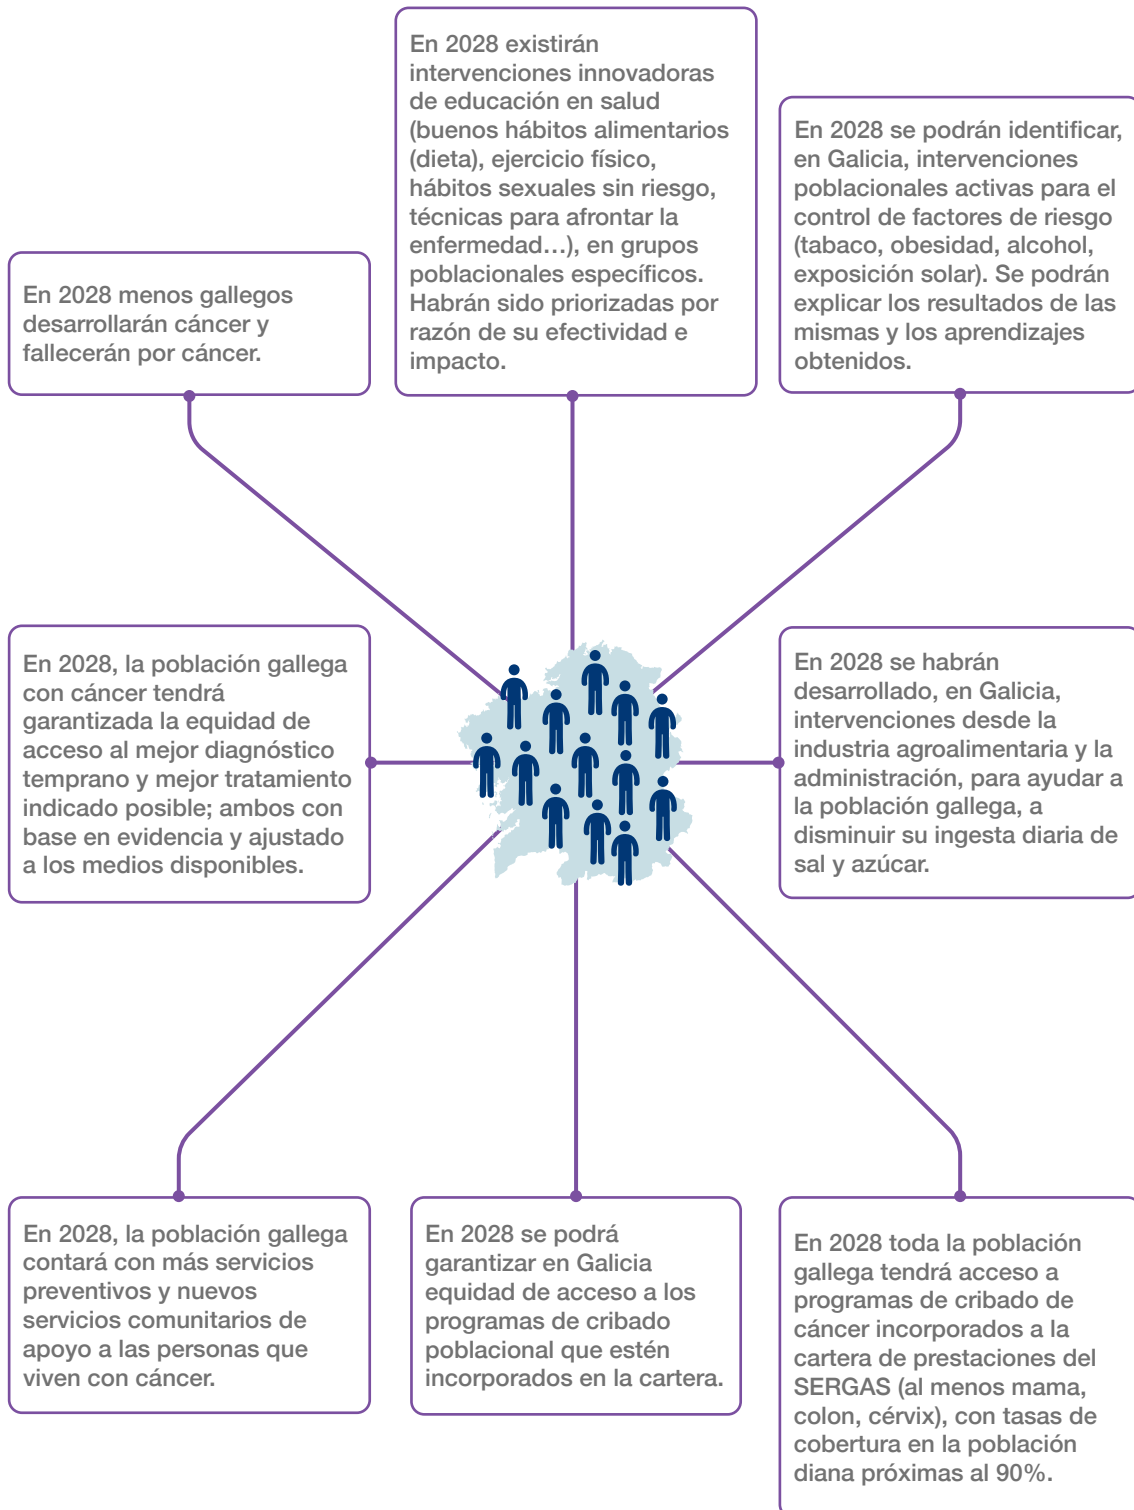 En 2028 existirán
intervenciones innovadoras
de educación en salud
(buenos hábitos alimentarios
(dieta), ejercicio físico,
hábitos sexuales sin riesgo,
técnicas para afrontar la
enfermedad…), en grupos
poblacionales específicos.
Habrán sido priorizadas por
razón de su efectividad e
impacto.
En 2028 se podrán identificar,
en Galicia, intervenciones
poblacionales activas para el
control de factores de riesgo
(tabaco, obesidad, alcohol,
exposición solar). Se podrán
explicar los resultados de las
mismas y los aprendizajes
obtenidos.
En 2028 menos gallegos
desarrollarán cáncer y
fallecerán por cáncer.
En 2028, la población gallega
con cáncer tendrá
garantizada la equidad de
acceso al mejor diagnóstico
temprano y mejor tratamiento
indicado posible; ambos con
base en evidencia y ajustado
a los medios disponibles.
En 2028 se habrán
desarrollado, en Galicia,
intervenciones desde la
industria agroalimentaria y la
administración, para ayudar a
la población gallega, a
disminuir su ingesta diaria de
sal y azúcar.
En 2028, la población gallega
contará con más servicios
preventivos y nuevos
servicios comunitarios de
apoyo a las personas que
viven con cáncer.
En 2028 se podrá
garantizar en Galicia
equidad de acceso a los
programas de cribado
poblacional que estén
incorporados en la cartera.
En 2028 toda la población
gallega tendrá acceso a
programas de cribado de
cáncer incorporados a la
cartera de prestaciones del
SERGAS (al menos mama,
colon, cérvix), con tasas de
cobertura en la población
diana próximas al 90%.